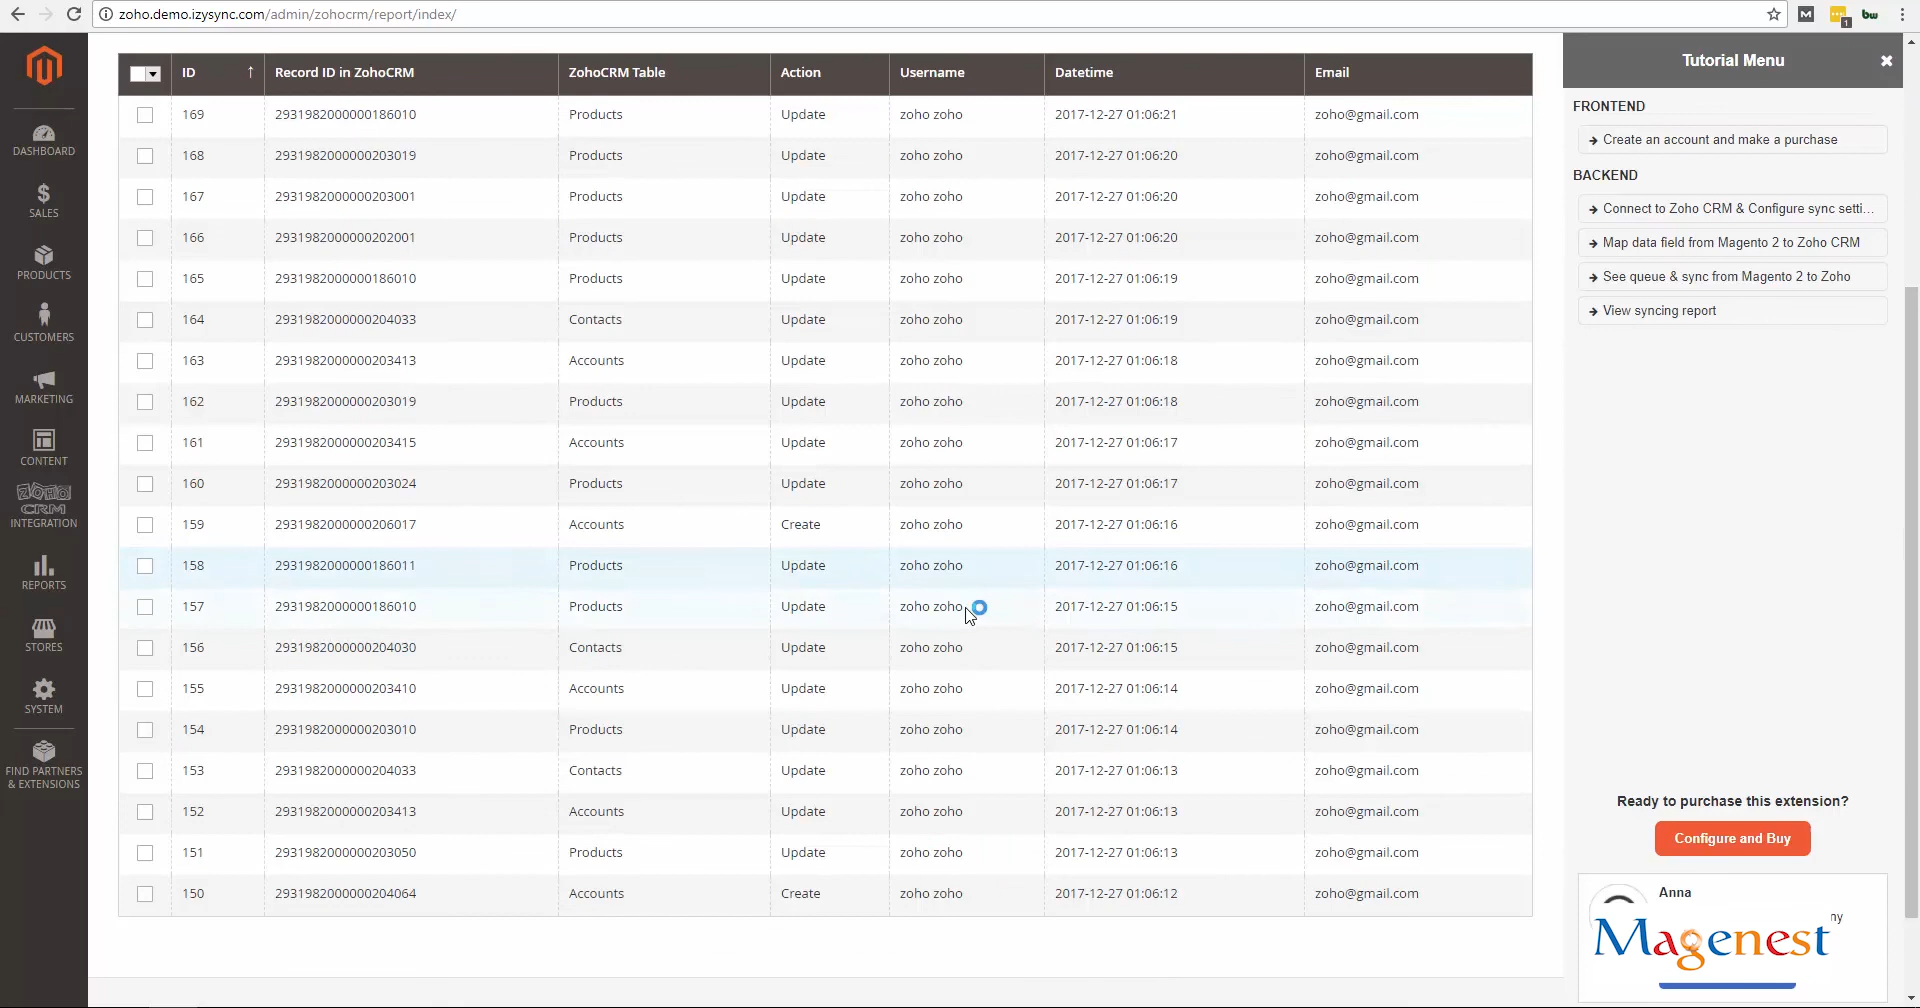 zoho.demo.izysync.com/admin/zohocrm/report/index/
M
1
bw
DASHBOARD
SALES
PRODUCTS
CUSTOMERS
MARKETING
CONTENT
ZOHO
CRM
INTEGRATION
REPORTS
STORES
SYSTEM
FIND PARTNERS
& EXTENSIONS
ID ↑ Record ID in ZohoCRM ZohoCRM Table Action Username Datetime Email
169 2931982000000186010 Products Update zoho zoho 2017-12-27 01:06:21 zoho@gmail.com
168 2931982000000203019 Products Update zoho zoho 2017-12-27 01:06:20 zoho@gmail.com
167 2931982000000203001 Products Update zoho zoho 2017-12-27 01:06:20 zoho@gmail.com
166 2931982000000202001 Products Update zoho zoho 2017-12-27 01:06:20 zoho@gmail.com
165 2931982000000186010 Products Update zoho zoho 2017-12-27 01:06:19 zoho@gmail.com
164 2931982000000204033 Contacts Update zoho zoho 2017-12-27 01:06:19 zoho@gmail.com
163 2931982000000203413 Accounts Update zoho zoho 2017-12-27 01:06:18 zoho@gmail.com
162 2931982000000203019 Products Update zoho zoho 2017-12-27 01:06:18 zoho@gmail.com
161 2931982000000203415 Accounts Update zoho zoho 2017-12-27 01:06:17 zoho@gmail.com
160 2931982000000203024 Products Update zoho zoho 2017-12-27 01:06:17 zoho@gmail.com
159 2931982000000206017 Accounts Create zoho zoho 2017-12-27 01:06:16 zoho@gmail.com
158 2931982000000186011 Products Update zoho zoho 2017-12-27 01:06:16 zoho@gmail.com
157 2931982000000186010 Products Update zoho zoho 2017-12-27 01:06:15 zoho@gmail.com
156 2931982000000204030 Contacts Update zoho zoho 2017-12-27 01:06:15 zoho@gmail.com
155 2931982000000203410 Accounts Update zoho zoho 2017-12-27 01:06:14 zoho@gmail.com
154 2931982000000203010 Products Update zoho zoho 2017-12-27 01:06:14 zoho@gmail.com
153 2931982000000204033 Contacts Update zoho zoho 2017-12-27 01:06:13 zoho@gmail.com
152 2931982000000203413 Accounts Update zoho zoho 2017-12-27 01:06:13 zoho@gmail.com
151 2931982000000203050 Products Update zoho zoho 2017-12-27 01:06:13 zoho@gmail.com
150 2931982000000204064 Accounts Create zoho zoho 2017-12-27 01:06:12 zoho@gmail.com
Tutorial Menu
FRONTEND
Create an account and make a purchase
BACKEND
Connect to Zoho CRM & Configure sync setti...
Map data field from Magento 2 to Zoho CRM
See queue & sync from Magento 2 to Zoho
View syncing report
Ready to purchase this extension?
Configure and Buy
Anna
ny
Magenest